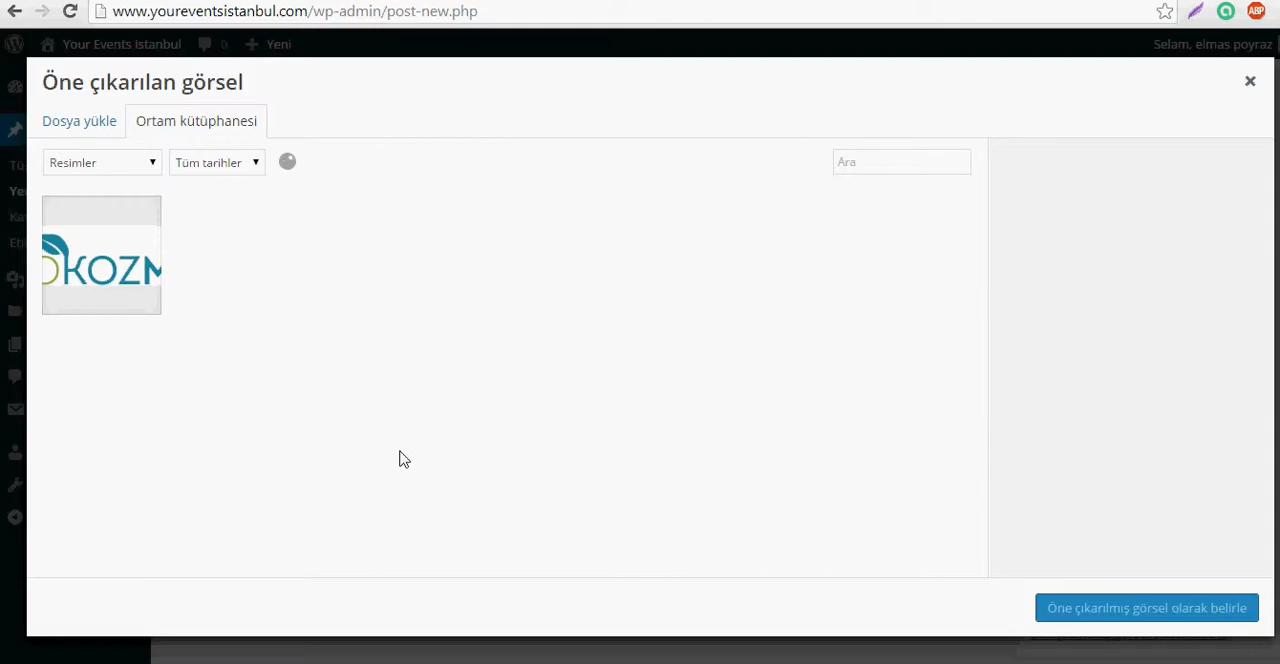 www.youreventsistanbul.com/wp-admin/post-new.php
ABP
Your Events Istanbul 0 Yeni
Selam, elmas poyraz
Öne çıkarılan görsel
Dosya yükle
Ortam kütüphanesi
Resimler
Tüm tarihler
Ara
KOZM
Öne çıkarılmış görsel olarak belirle